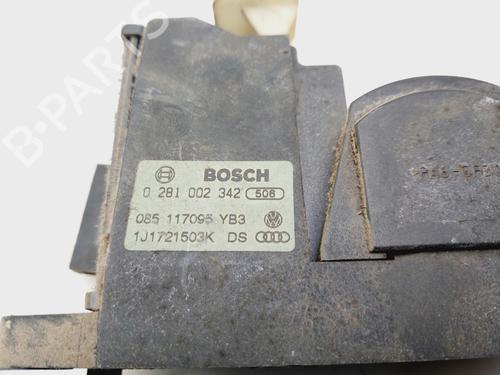 B-PARTS
BOSCH
0 281 002 342 506
085 117095 YB3
1J1721503K DS